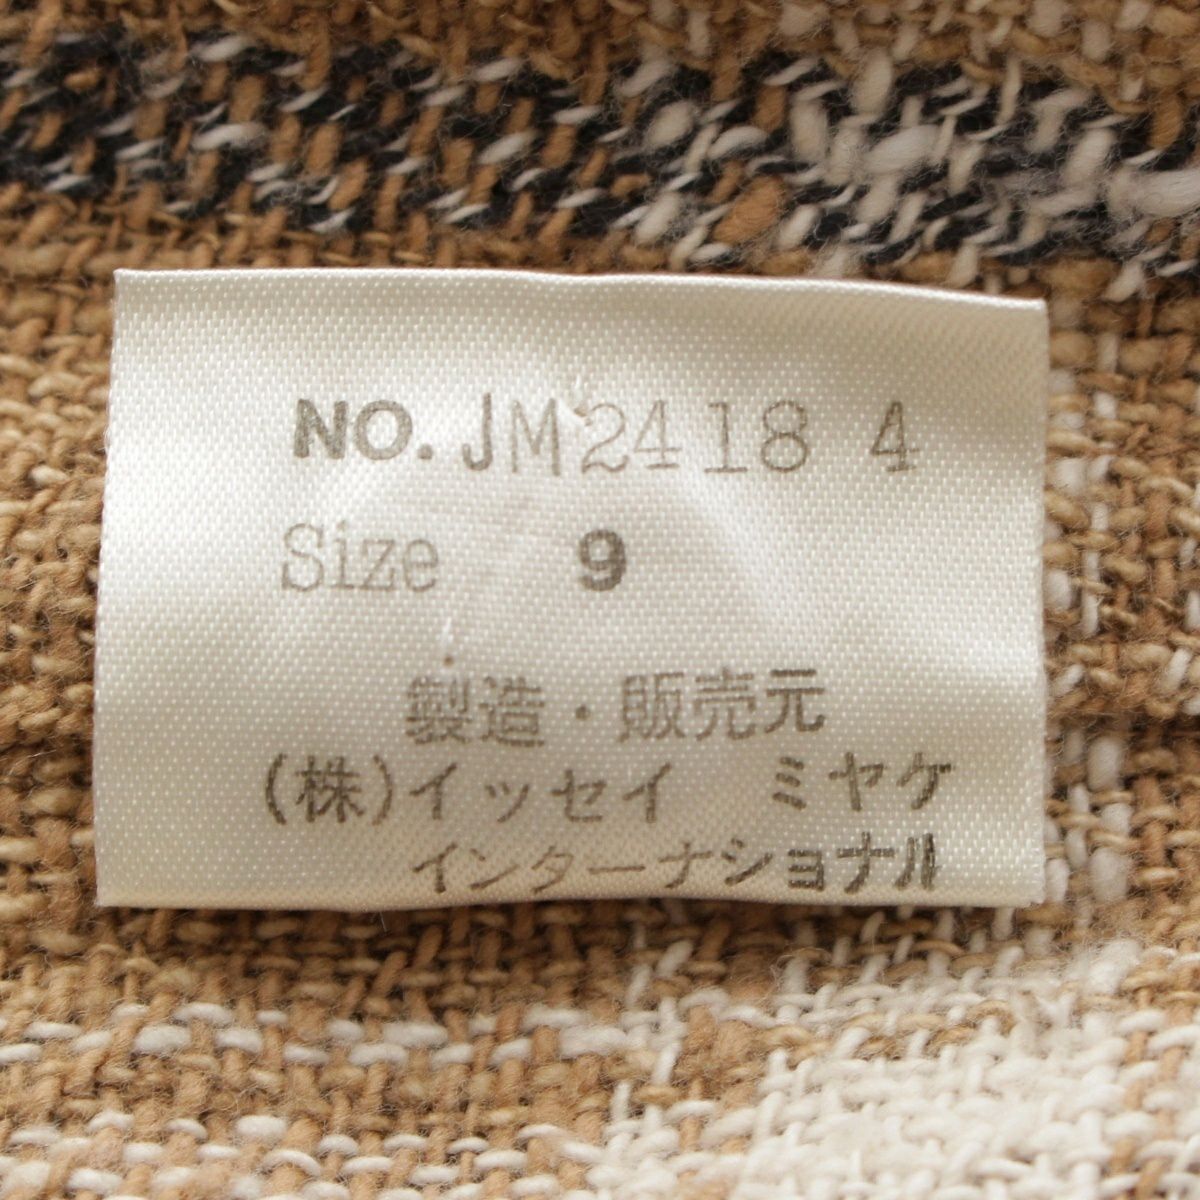 NO. JM2418 4
Size 9
製造・販売元
(株)イッセイ ミヤケ
インターナショナル